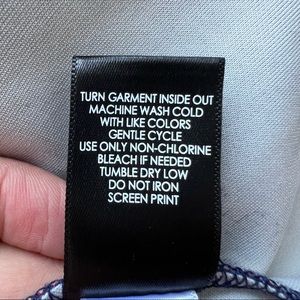 TURN GARMENT INSIDE OUT
MACHINE WASH COLD
WITH LIKE COLORS
GENTLE CYCLE
USE ONLY NON-CHLORINE
BLEACH IF NEEDED
TUMBLE DRY LOW
DO NOT IRON
SCREEN PRINT